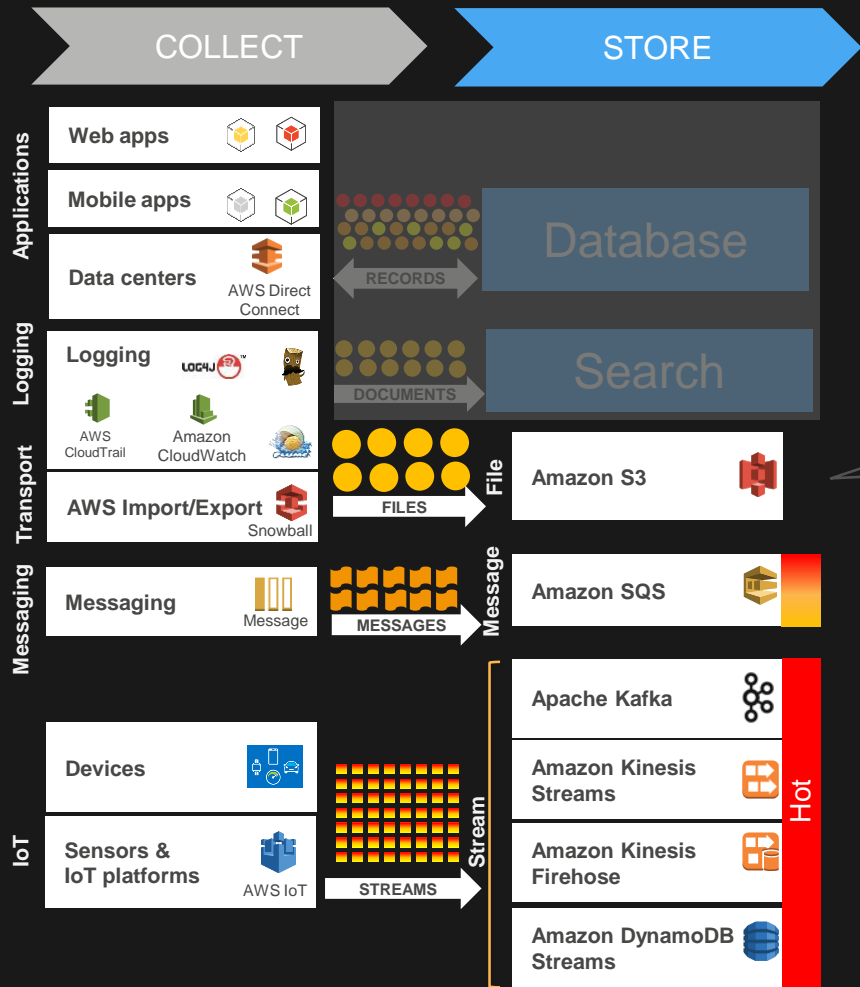 COLLECT
STORE
Applications
Web apps
Mobile apps
Data centers
AWS Direct
Connect
RECORDS
Database
Logging
Logging
LOG4J ™
AWS
CloudTrail
Amazon
CloudWatch
DOCUMENTS
Search
Transport
AWS Import/Export
Snowball
FILES
File
Amazon S3
Messaging
Messaging
Message
MESSAGES
Message
Amazon SQS
IoT
Devices
Sensors &
IoT platforms
AWS IoT
STREAMS
Stream
Apache Kafka
Amazon Kinesis
Streams
Amazon Kinesis
Firehose
Amazon DynamoDB
Streams
Hot